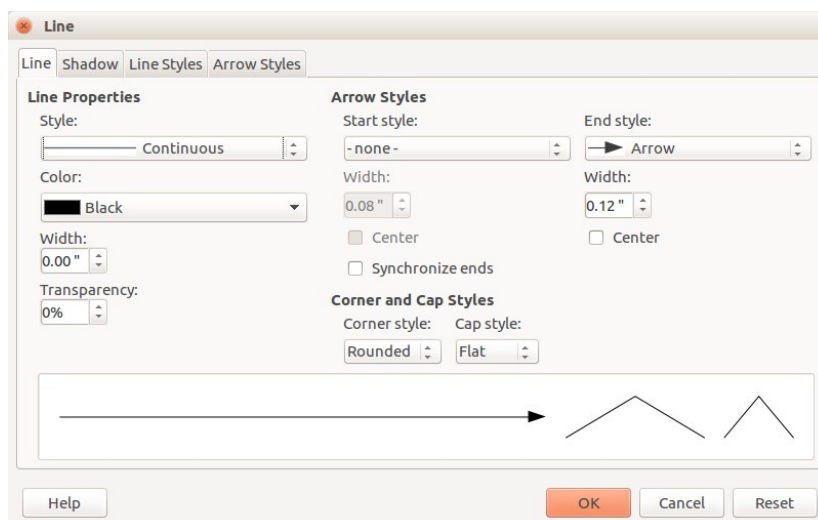 Line
Line Shadow Line Styles Arrow Styles
Line Properties
Style:
Continuous
Color:
Black
Width:
0.00 "
Transparency:
0%
Arrow Styles
Start style:
- none -
Width:
0.08 "
Center
Synchronize ends
End style:
Arrow
Width:
0.12 "
Center
Corner and Cap Styles
Corner style: Cap style:
Rounded Flat
Help OK Cancel Reset